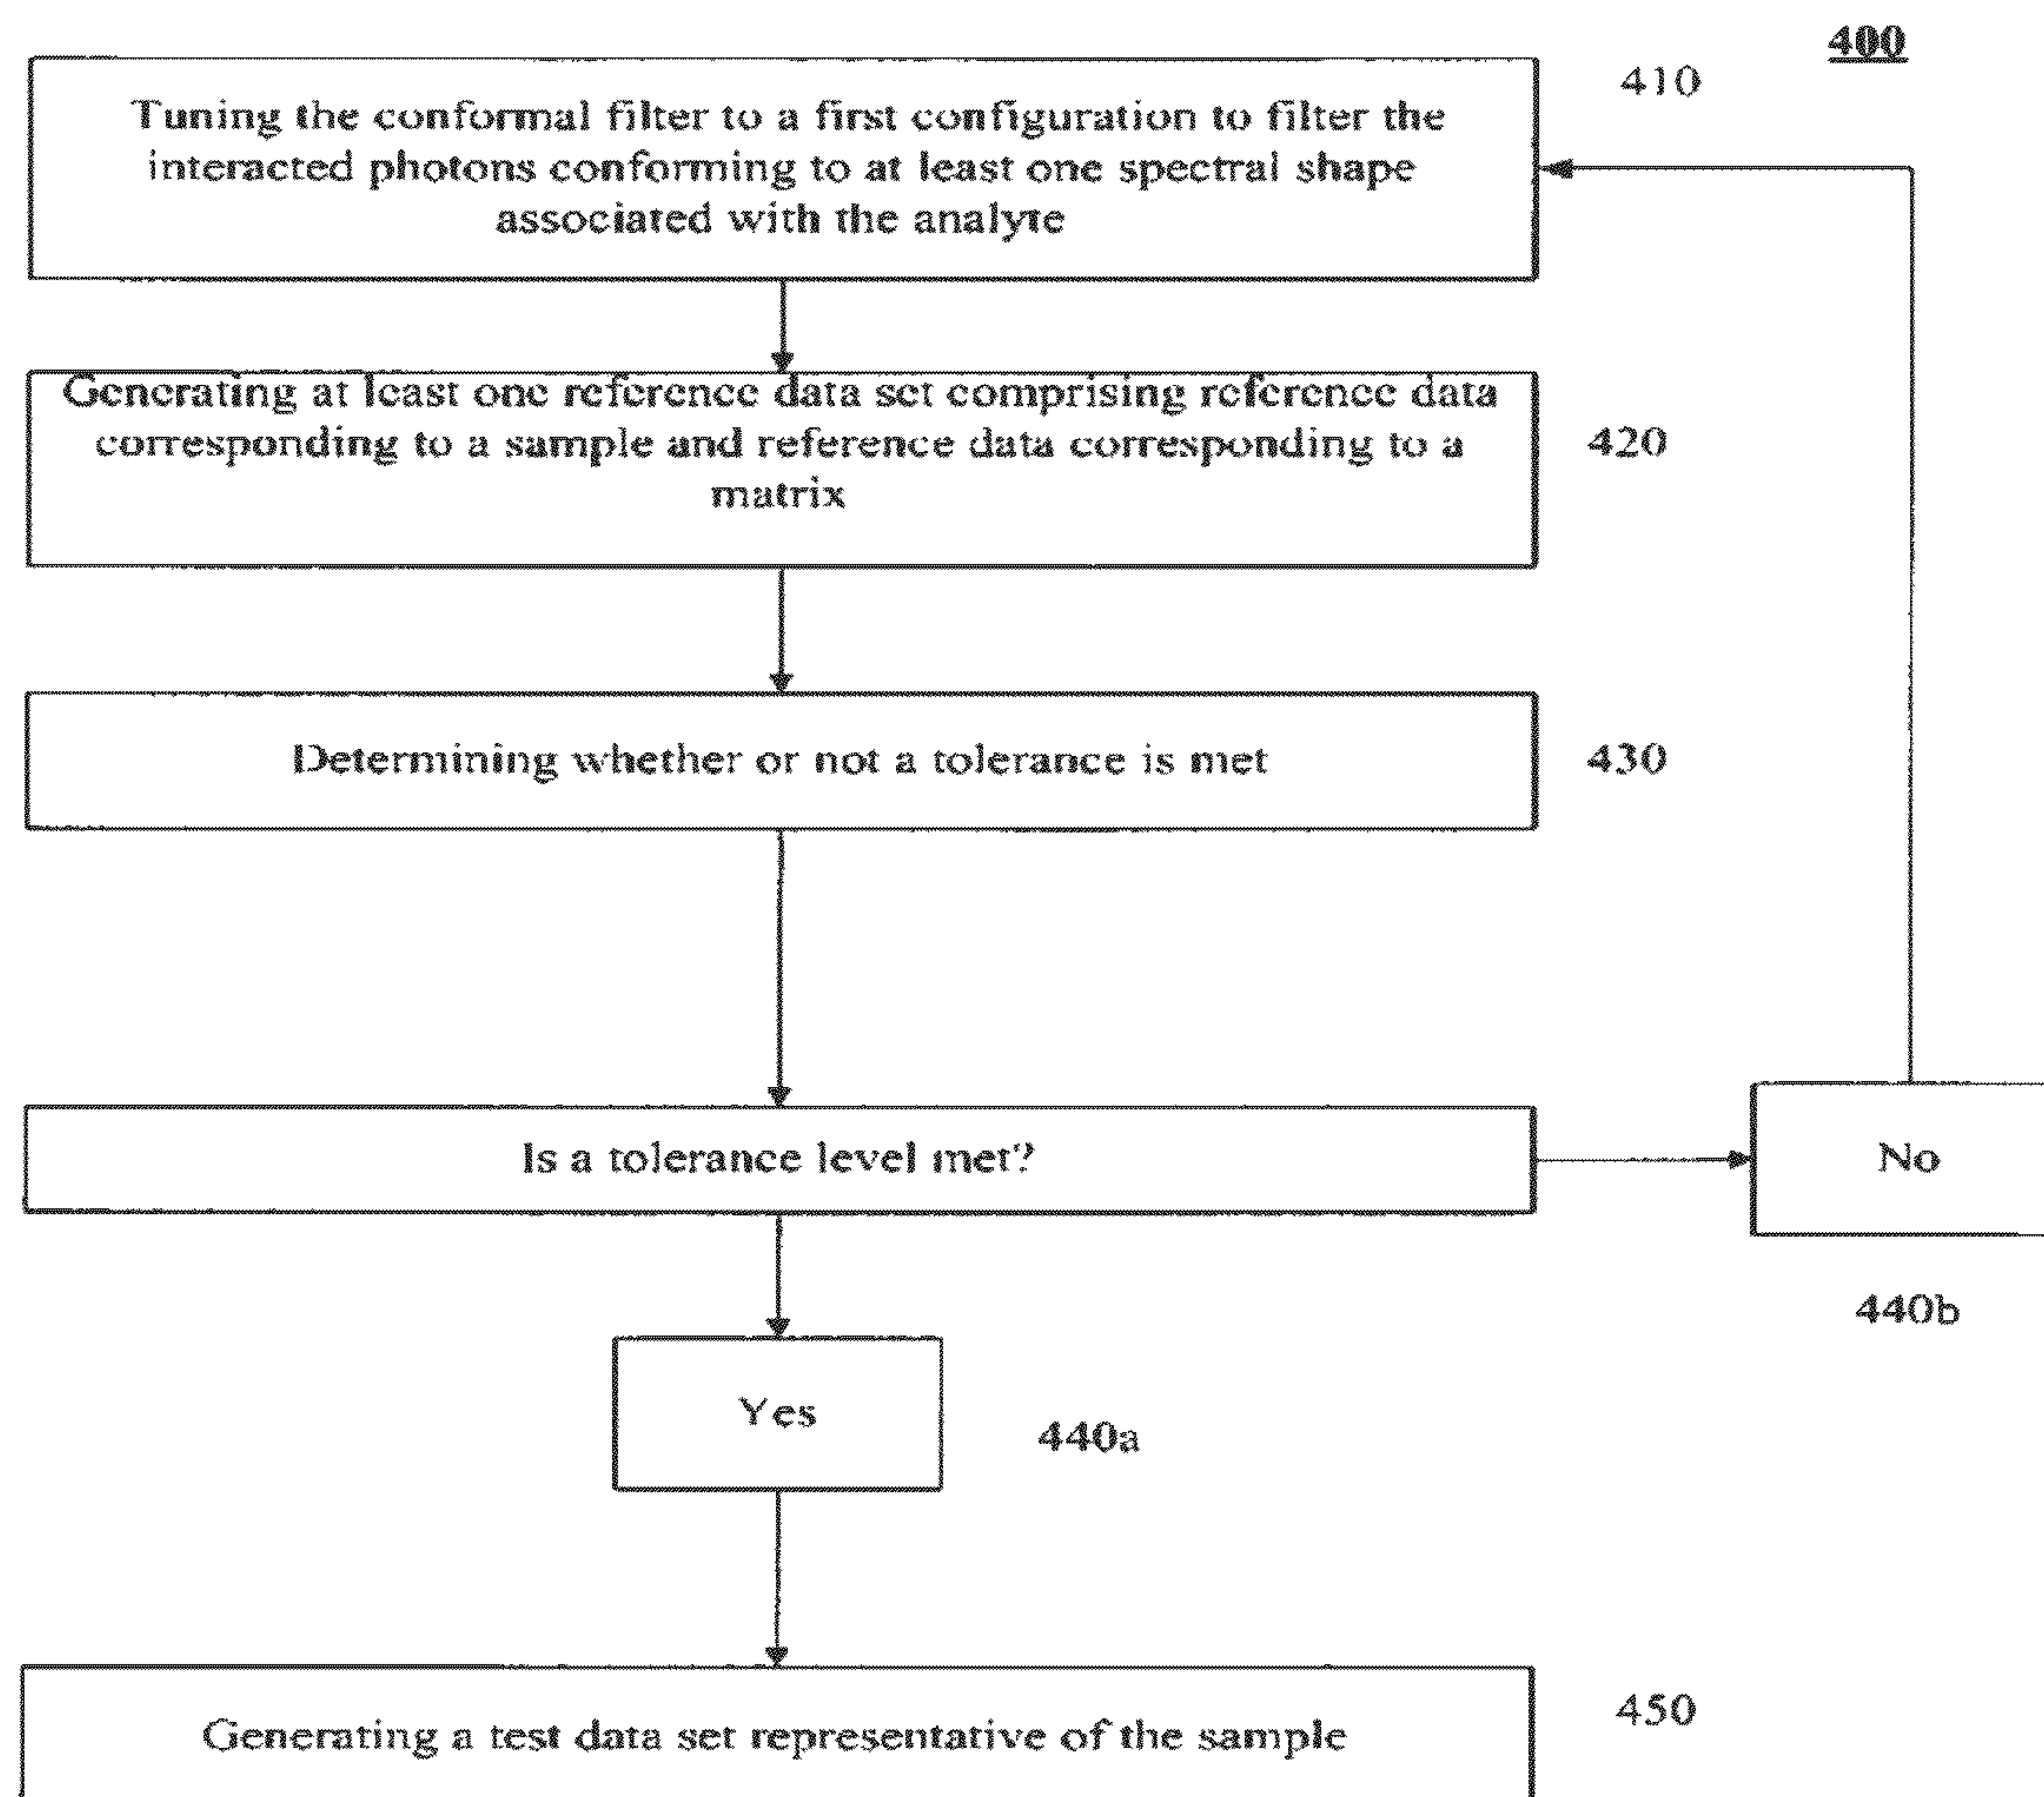 400
410
Tuning the conformal filter to a first configuration to filter the
interacted photons conforming to at least one spectral shape
associated with the analyte
Generating at least one reference data set comprising reference data
corresponding to a sample and reference data corresponding to a
matrix
420
Determining whether or not a tolerance is met
430
Is a tolerance level met?
No
440b
Yes
440a
450
Generating a test data set representative of the sample